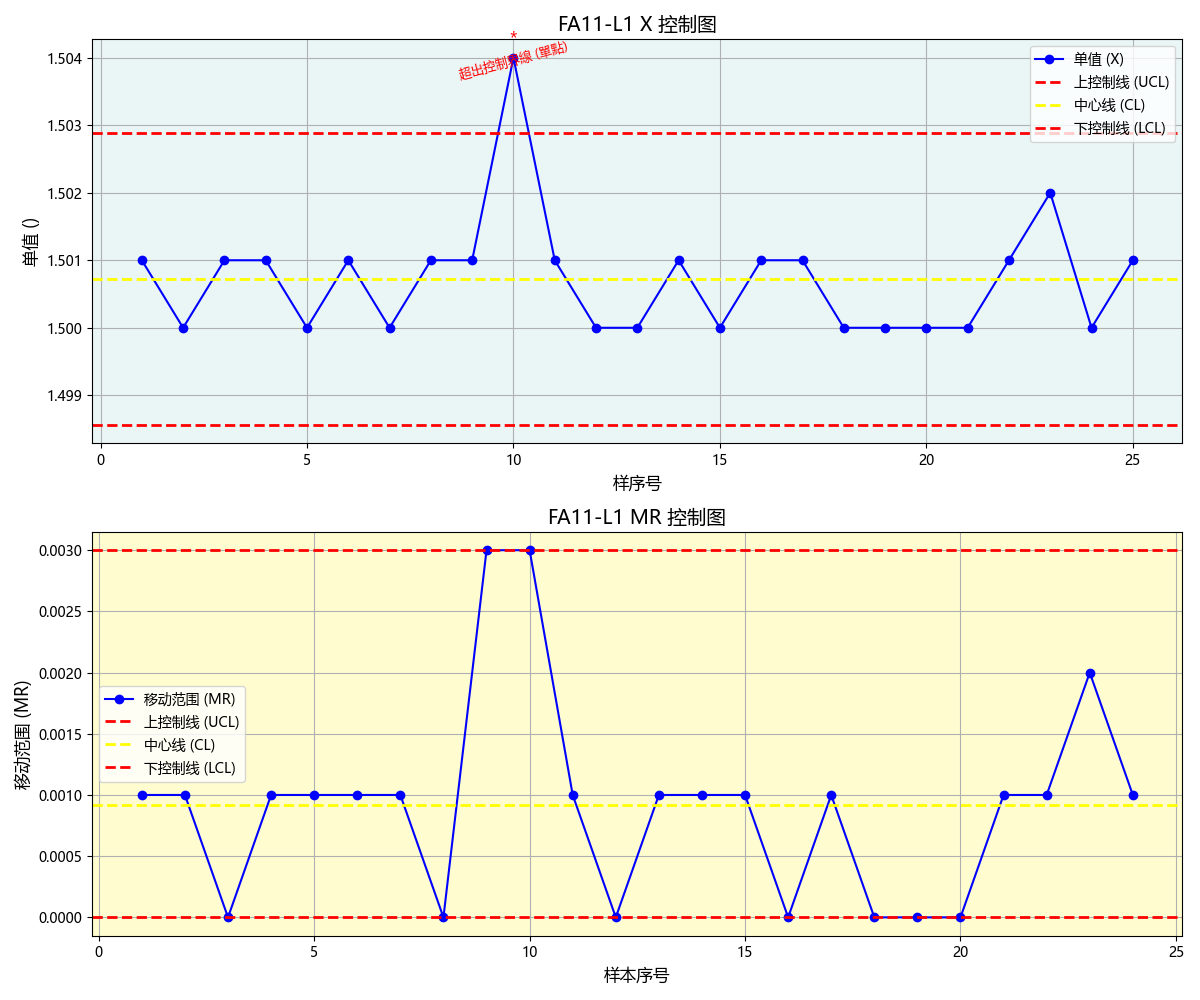 FA11-L1 X 控制图
*
超出控制界線 (單點)
单值 (X)
上控制线 (UCL)
中心线 (CL)
下控制线 (LCL)
单值 ()
1.504
1.503
1.502
1.501
1.500
1.499
0 5 10 15 20 25
样序号
FA11-L1 MR 控制图
移动范围 (MR)
上控制线 (UCL)
中心线 (CL)
下控制线 (LCL)
移动范围 (MR)
0.0030
0.0025
0.0020
0.0015
0.0010
0.0005
0.0000
0 5 10 15 20 25
样本序号